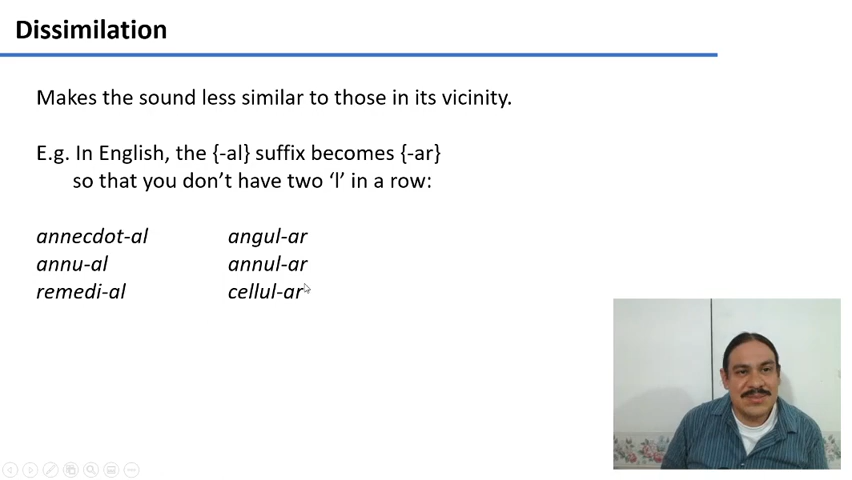 Dissimilation
Makes the sound less similar to those in its vicinity.
E.g. In English, the {-al} suffix becomes {-ar}
so that you don't have two 'l' in a row:
annecdot-al angul-ar
annu-al annul-ar
remedi-al cellul-ar